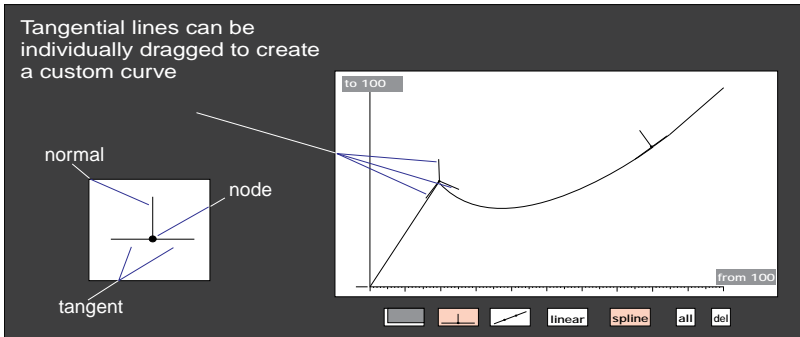 Tangential lines can be
individually dragged to create
a custom curve
to 100
normal
node
tangent
from 100
linear
spline
all
del